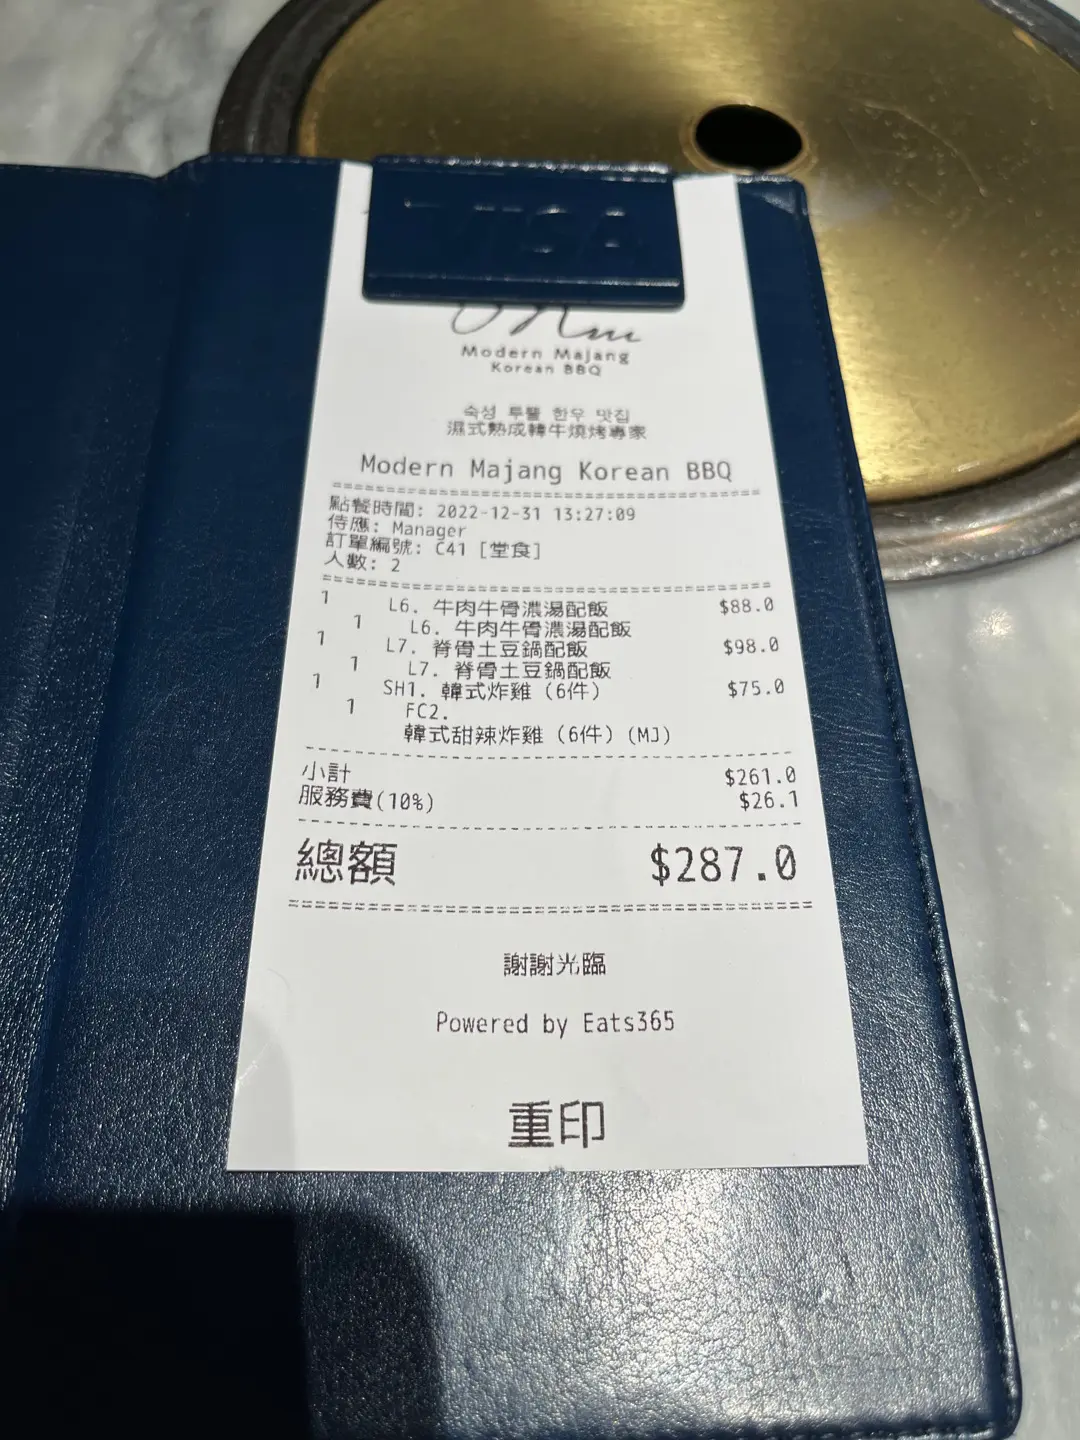 VISA
Modern Majang
Korean BBQ
숙성 투뿔 한우 맛집
濕式熟成韓牛燒烤專家
Modern Majang Korean BBQ
點餐時間: 2022-12-31 13:27:09
侍應: Manager
訂單編號: C41 [堂食]
人數: 2
1 L6. 牛肉牛骨濃湯配飯 $88.0
1 L6. 牛肉牛骨濃湯配飯
1 L7. 脊骨土豆鍋配飯 $98.0
1 L7. 脊骨土豆鍋配飯
1 SH1. 韓式炸雞 (6件) $75.0
1 FC2.
韓式甜辣炸雞 (6件) (MJ)
小計 $261.0
服務費(10%) $26.1
總額 $287.0
謝謝光臨
Powered by Eats365
重印